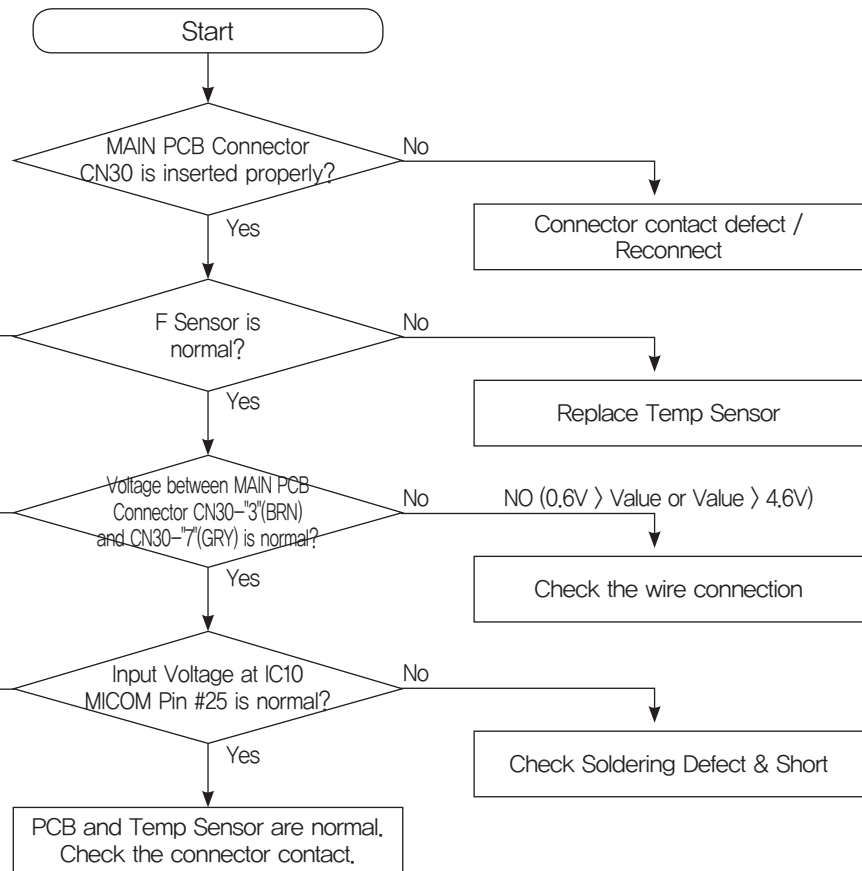 Start
MAIN PCB Connector
CN30 is inserted properly?
No
Yes
Connector contact defect /
Reconnect
F Sensor is
normal?
No
Yes
Replace Temp Sensor
Voltage between MAIN PCB
Connector CN30-"3"(BRN)
and CN30-"7"(GRY) is normal?
No
NO (0.6V > Value or Value > 4.6V)
Yes
Check the wire connection
Input Voltage at IC10
MICOM Pin #25 is normal?
No
Yes
Check Soldering Defect & Short
PCB and Temp Sensor are normal.
Check the connector contact.